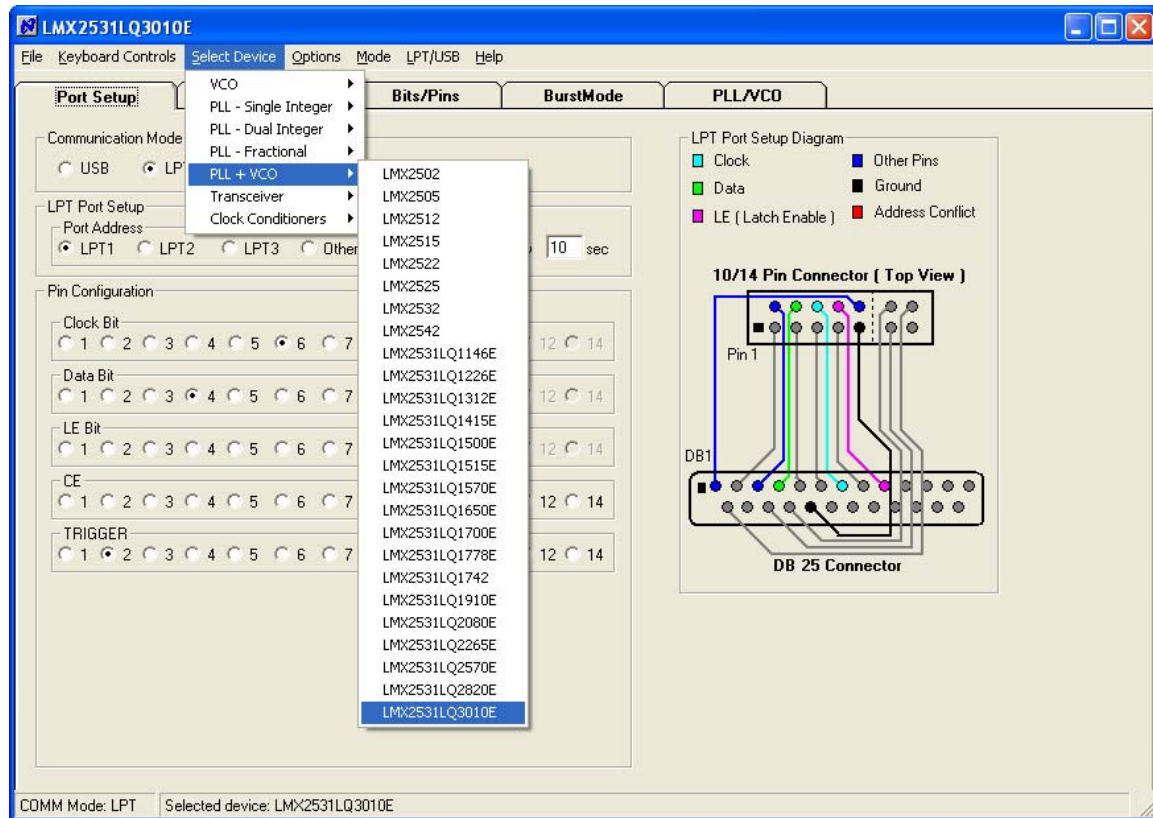 LMX2531LQ3010E
File Keyboard Controls Select Device Options Mode LPT/USB Help
Port Setup Bits/Pins BurstMode PLL/VCO
VCO
PLL - Single Integer
PLL - Dual Integer
PLL - Fractional
PLL + VCO
Transceiver
Clock Conditioners
LMX2502
LMX2505
LMX2512
LMX2515
LMX2522
LMX2525
LMX2532
LMX2542
LMX2531LQ1146E
LMX2531LQ1226E
LMX2531LQ1312E
LMX2531LQ1415E
LMX2531LQ1500E
LMX2531LQ1515E
LMX2531LQ1570E
LMX2531LQ1650E
LMX2531LQ1700E
LMX2531LQ1778E
LMX2531LQ1742
LMX2531LQ1910E
LMX2531LQ2080E
LMX2531LQ2265E
LMX2531LQ2570E
LMX2531LQ2820E
LMX2531LQ3010E
Communication Mode
USB LP
LPT Port Setup
Port Address
LPT1 LPT2 LPT3 Other 10 sec
Pin Configuration
Clock Bit
1 2 3 4 5 6 7 12 14
Data Bit
1 2 3 4 5 6 7 12 14
LE Bit
1 2 3 4 5 6 7 12 14
CE
1 2 3 4 5 6 7 12 14
TRIGGER
1 2 3 4 5 6 7 12 14
LPT Port Setup Diagram
Clock Other Pins
Data Ground
LE ( Latch Enable ) Address Conflict
10/14 Pin Connector ( Top View )
Pin 1
DB1
DB 25 Connector
COMM Mode: LPT Selected device: LMX2531LQ3010E